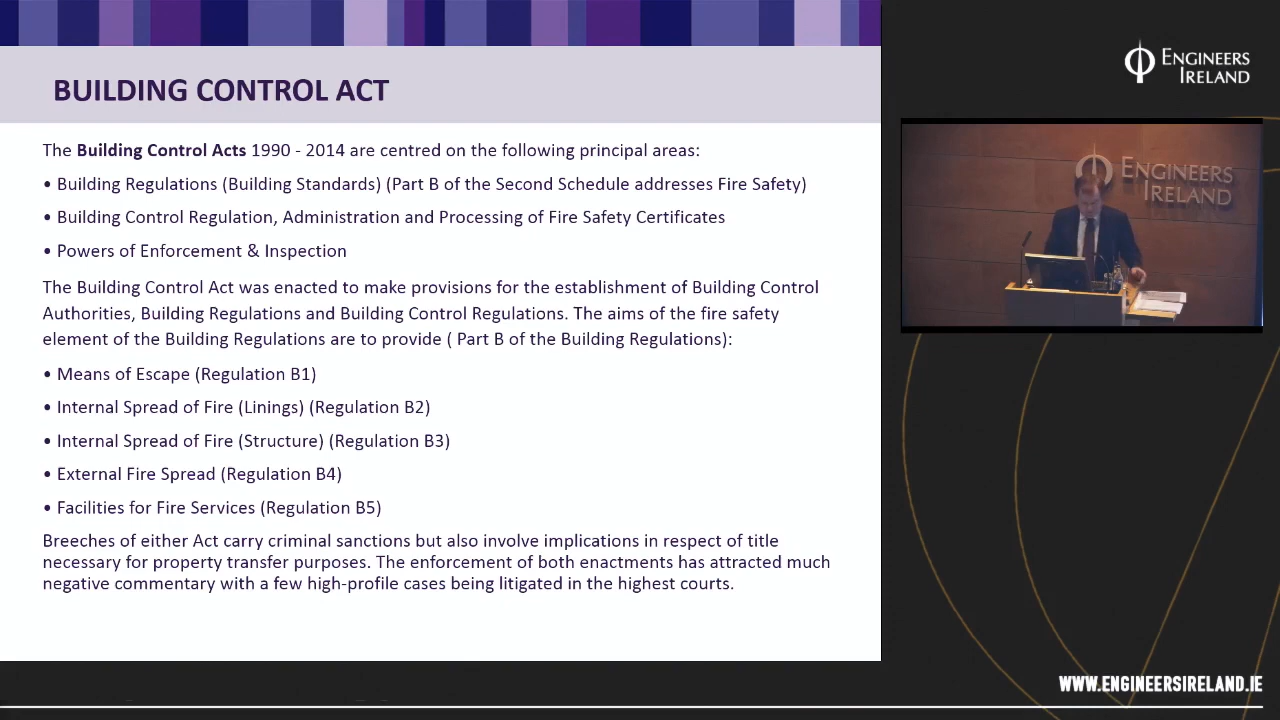 BUILDING CONTROL ACT
The Building Control Acts 1990 - 2014 are centred on the following principal areas:
• Building Regulations (Building Standards) (Part B of the Second Schedule addresses Fire Safety)
• Building Control Regulation, Administration and Processing of Fire Safety Certificates
• Powers of Enforcement & Inspection
The Building Control Act was enacted to make provisions for the establishment of Building Control
Authorities, Building Regulations and Building Control Regulations. The aims of the fire safety
element of the Building Regulations are to provide ( Part B of the Building Regulations):
• Means of Escape (Regulation B1)
• Internal Spread of Fire (Linings) (Regulation B2)
• Internal Spread of Fire (Structure) (Regulation B3)
• External Fire Spread (Regulation B4)
• Facilities for Fire Services (Regulation B5)
Breeches of either Act carry criminal sanctions but also involve implications in respect of title
necessary for property transfer purposes. The enforcement of both enactments has attracted much
negative commentary with a few high-profile cases being litigated in the highest courts.
ENGINEERS
IRELAND
ENGINEERS
IRELAND
WWW.ENGINEERSIRELAND.IE